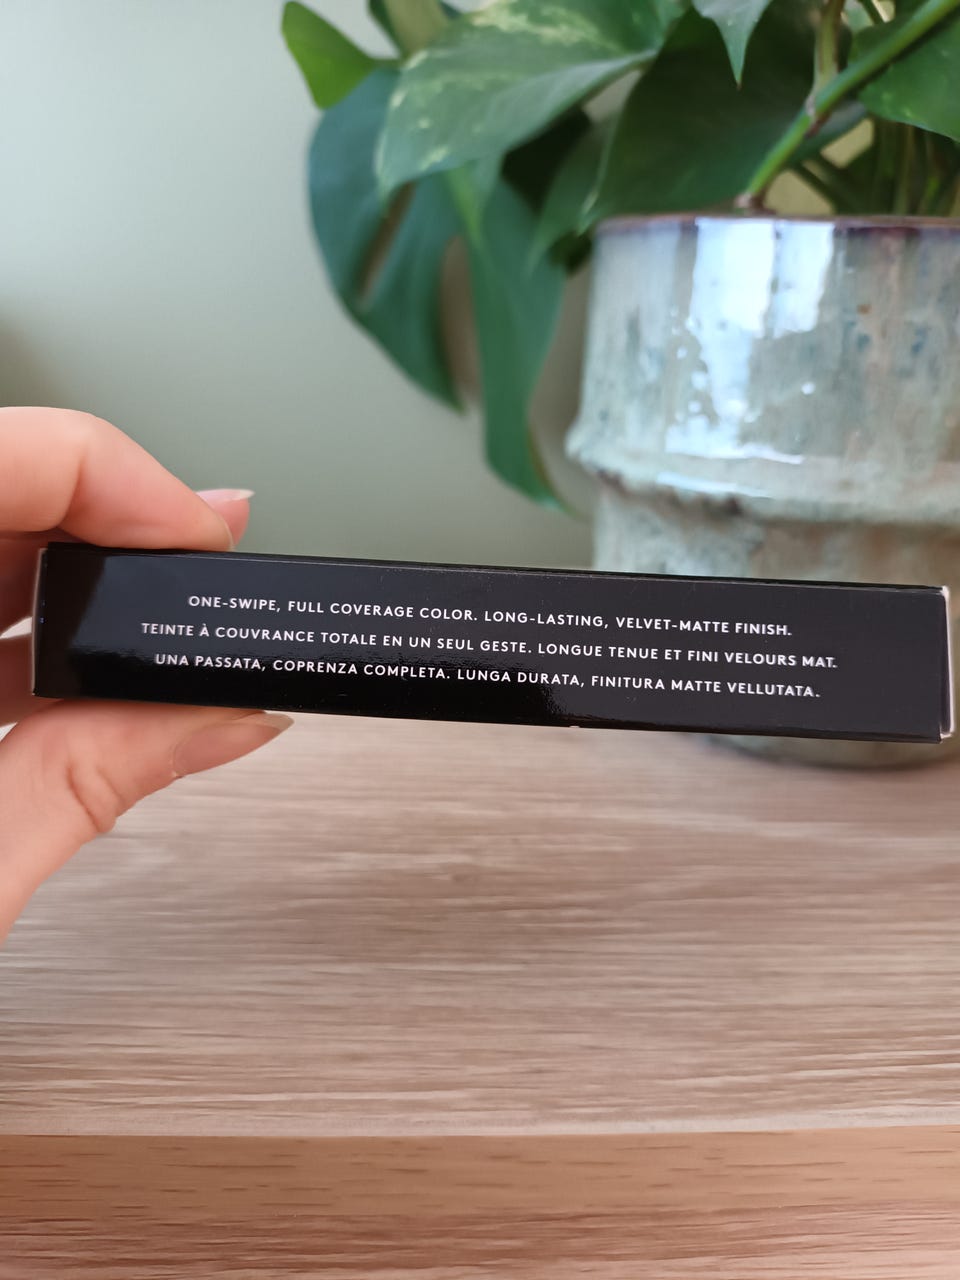 ONE-SWIPE, FULL COVERAGE COLOR. LONG-LASTING, VELVET-MATTE FINISH.
TEINTE À COUVRANCE TOTALE EN UN SEUL GESTE. LONGUE TENUE ET FINI VELOURS MAT.
UNA PASSATA, COPRENZA COMPLETA. LUNGA DURATA, FINITURA MATTE VELLUTATA.